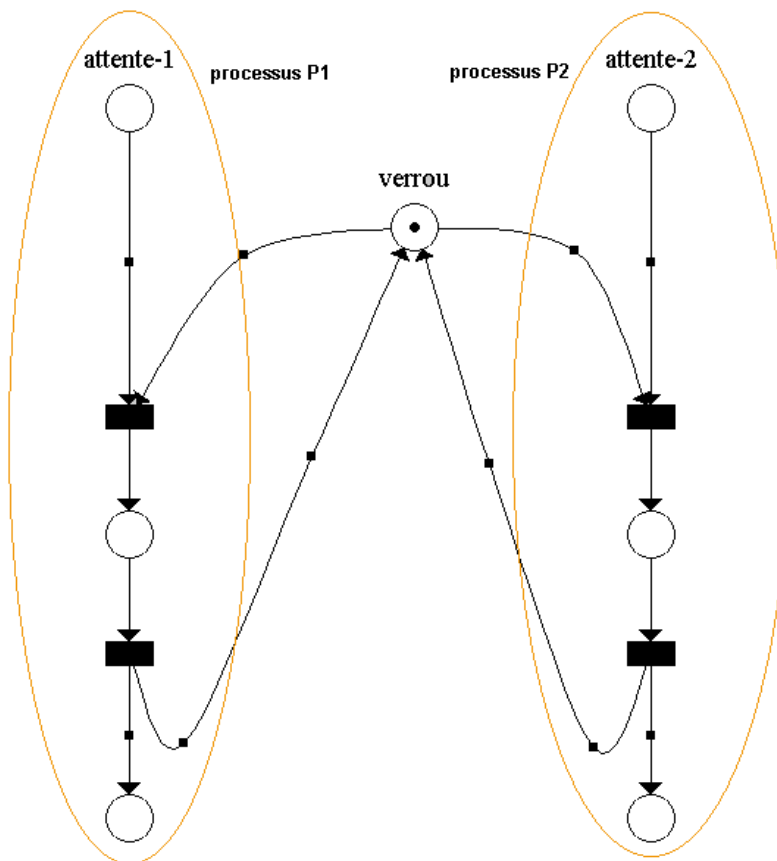 attente-1
processus P1
processus P2
attente-2
verrou